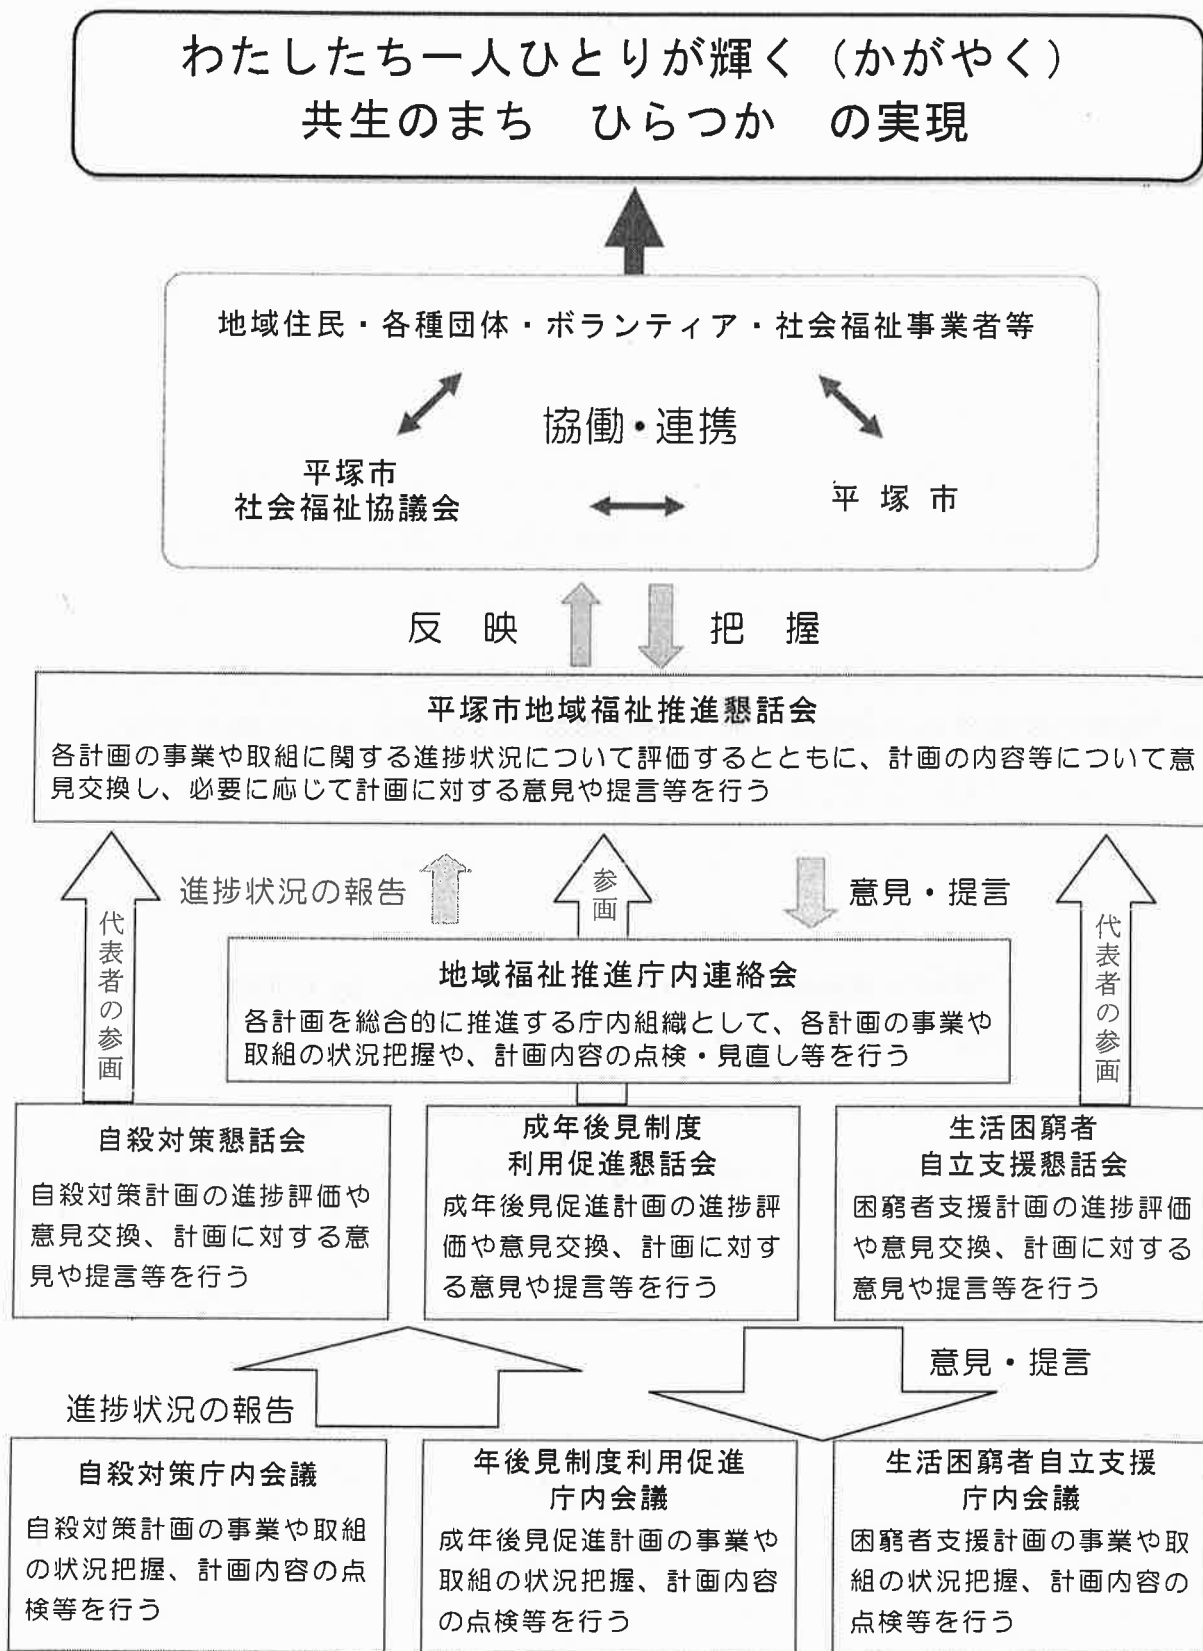 わたしたち一人ひとりが輝く（かがやく）
共生のまち　ひらつか　の実現
地域住民・各種団体・ボランティア・社会福祉事業者等
協働・連携
平塚市
社会福祉協議会
平 塚 市
反　映
把　握
平塚市地域福祉推進懇話会
各計画の事業や取組に関する進捗状況について評価するとともに、計画の内容等について意
見交換し、必要に応じて計画に対する意見や提言等を行う
代表者の参画
進捗状況の報告
参画
意見・提言
代表者の参画
地域福祉推進庁内連絡会
各計画を総合的に推進する庁内組織として、各計画の事業や
取組の状況把握や、計画内容の点検・見直し等を行う
自殺対策懇話会
自殺対策計画の進捗評価や
意見交換、計画に対する意
見や提言等を行う
成年後見制度
利用促進懇話会
成年後見促進計画の進捗評
価や意見交換、計画に対す
る意見や提言等を行う
生活困窮者
自立支援懇話会
困窮者支援計画の進捗評価
や意見交換、計画に対する
意見や提言等を行う
進捗状況の報告
意見・提言
自殺対策庁内会議
自殺対策計画の事業や取組
の状況把握、計画内容の点
検等を行う
年後見制度利用促進
庁内会議
成年後見促進計画の事業や
取組の状況把握、計画内容
の点検等を行う
生活困窮者自立支援
庁内会議
困窮者支援計画の事業や取
組の状況把握、計画内容の
点検等を行う